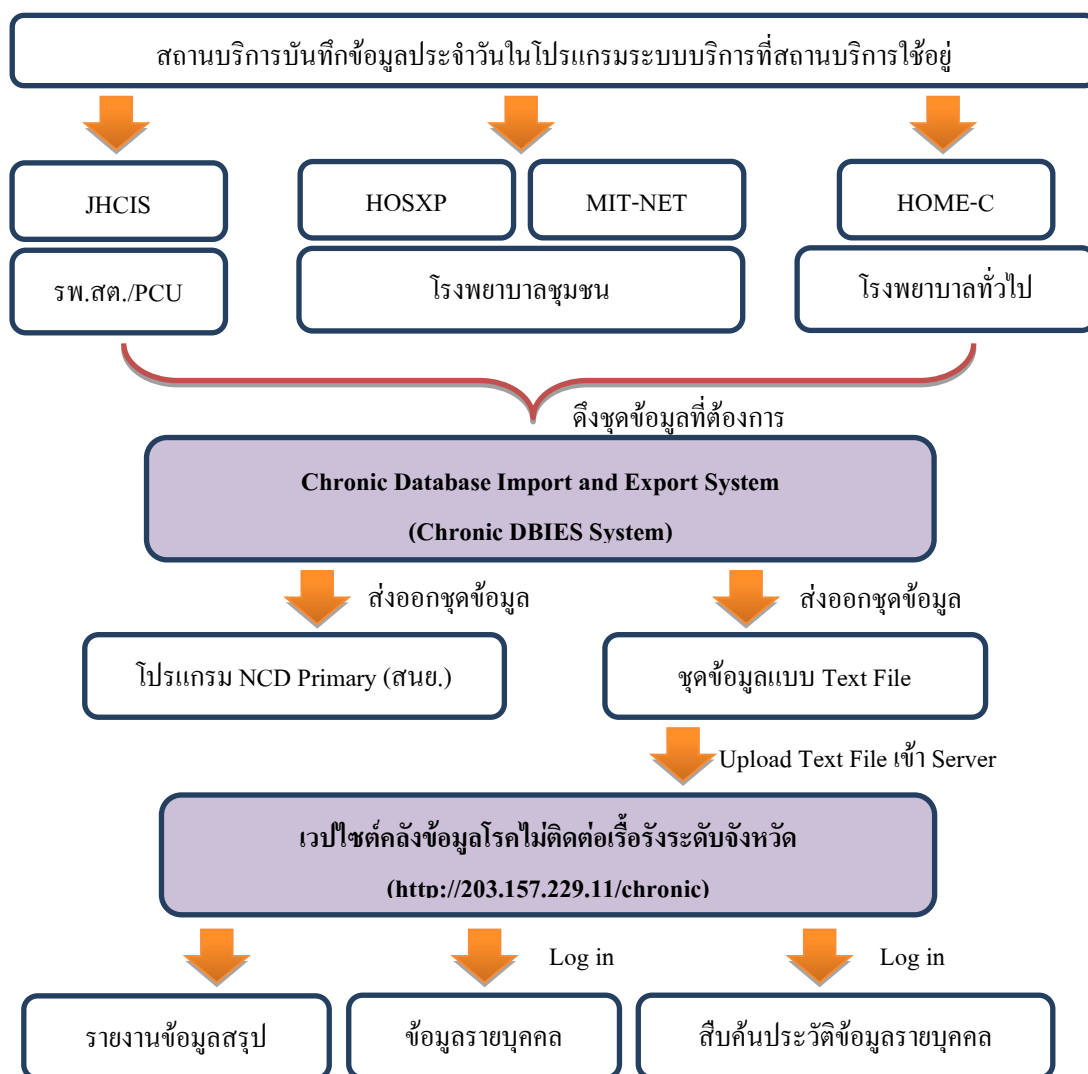 สถานบริการบันทึกข้อมูลประจำวันในโปรแกรมระบบบริการที่สถานบริการใช้อยู่
JHCIS
HOSXP
MIT-NET
HOME-C
รพ.สต./PCU
โรงพยาบาลชุมชน
โรงพยาบาลทั่วไป
ดึงชุดข้อมูลที่ต้องการ
Chronic Database Import and Export System
(Chronic DBIES System)
ส่งออกชุดข้อมูล
ส่งออกชุดข้อมูล
โปรแกรม NCD Primary (สนย.)
ชุดข้อมูลแบบ Text File
Upload Text File เข้า Server
เวปไซต์คลังข้อมูลโรคไม่ติดต่อเรื้อรังระดับจังหวัด
(http://203.157.229.11/chronic)
Log in
Log in
รายงานข้อมูลสรุป
ข้อมูลรายบุคคล
สืบค้นประวัติข้อมูลรายบุคคล